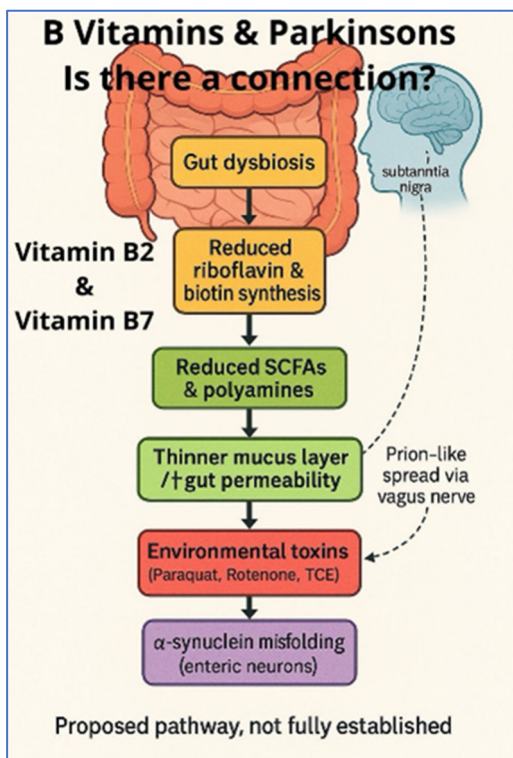 B Vitamins & Parkinsons
Is there a connection?
Gut dysbiosis
subtanntia
nigra
Vitamin B2
&
Vitamin B7
Reduced
riboflavin &
biotin synthesis
Reduced SCFAs
& polyamines
Thinner mucus layer
/†gut permeability
Prion-like
spread via
vagus nerve
Environmental toxins
(Paraquat, Rotenone, TCE)
α-synuclein misfolding
(enteric neurons)
Proposed pathway, not fully established